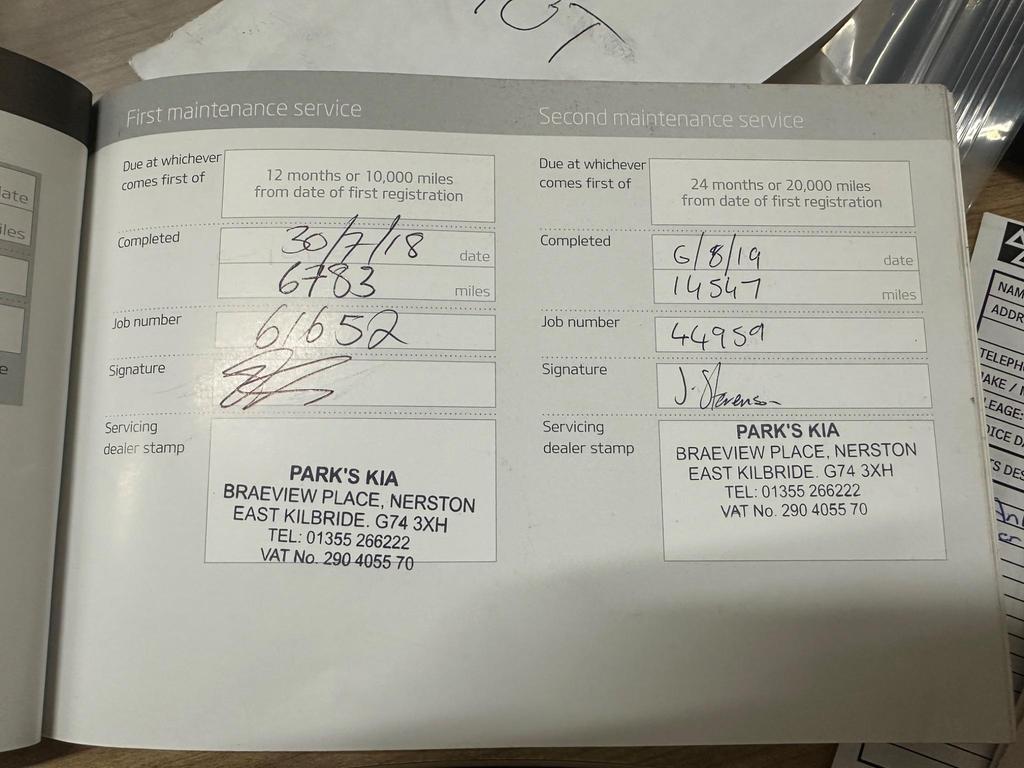 First maintenance service
Due at whichever
comes first of
12 months or 10,000 miles
from date of first registration
Completed
30/7/18 date
6783 miles
Job number
61652
Signature
Servicing
dealer stamp
PARK'S KIA
BRAEVIEW PLACE, NERSTON
EAST KILBRIDE. G74 3XH
TEL: 01355 266222
VAT No. 290 4055 70
Second maintenance service
Due at whichever
comes first of
24 months or 20,000 miles
from date of first registration
Completed
6/8/19 date
14547 miles
Job number
44959
Signature
J. Stevenson
Servicing
dealer stamp
PARK'S KIA
BRAEVIEW PLACE, NERSTON
EAST KILBRIDE. G74 3XH
TEL: 01355 266222
VAT No. 290 4055 70